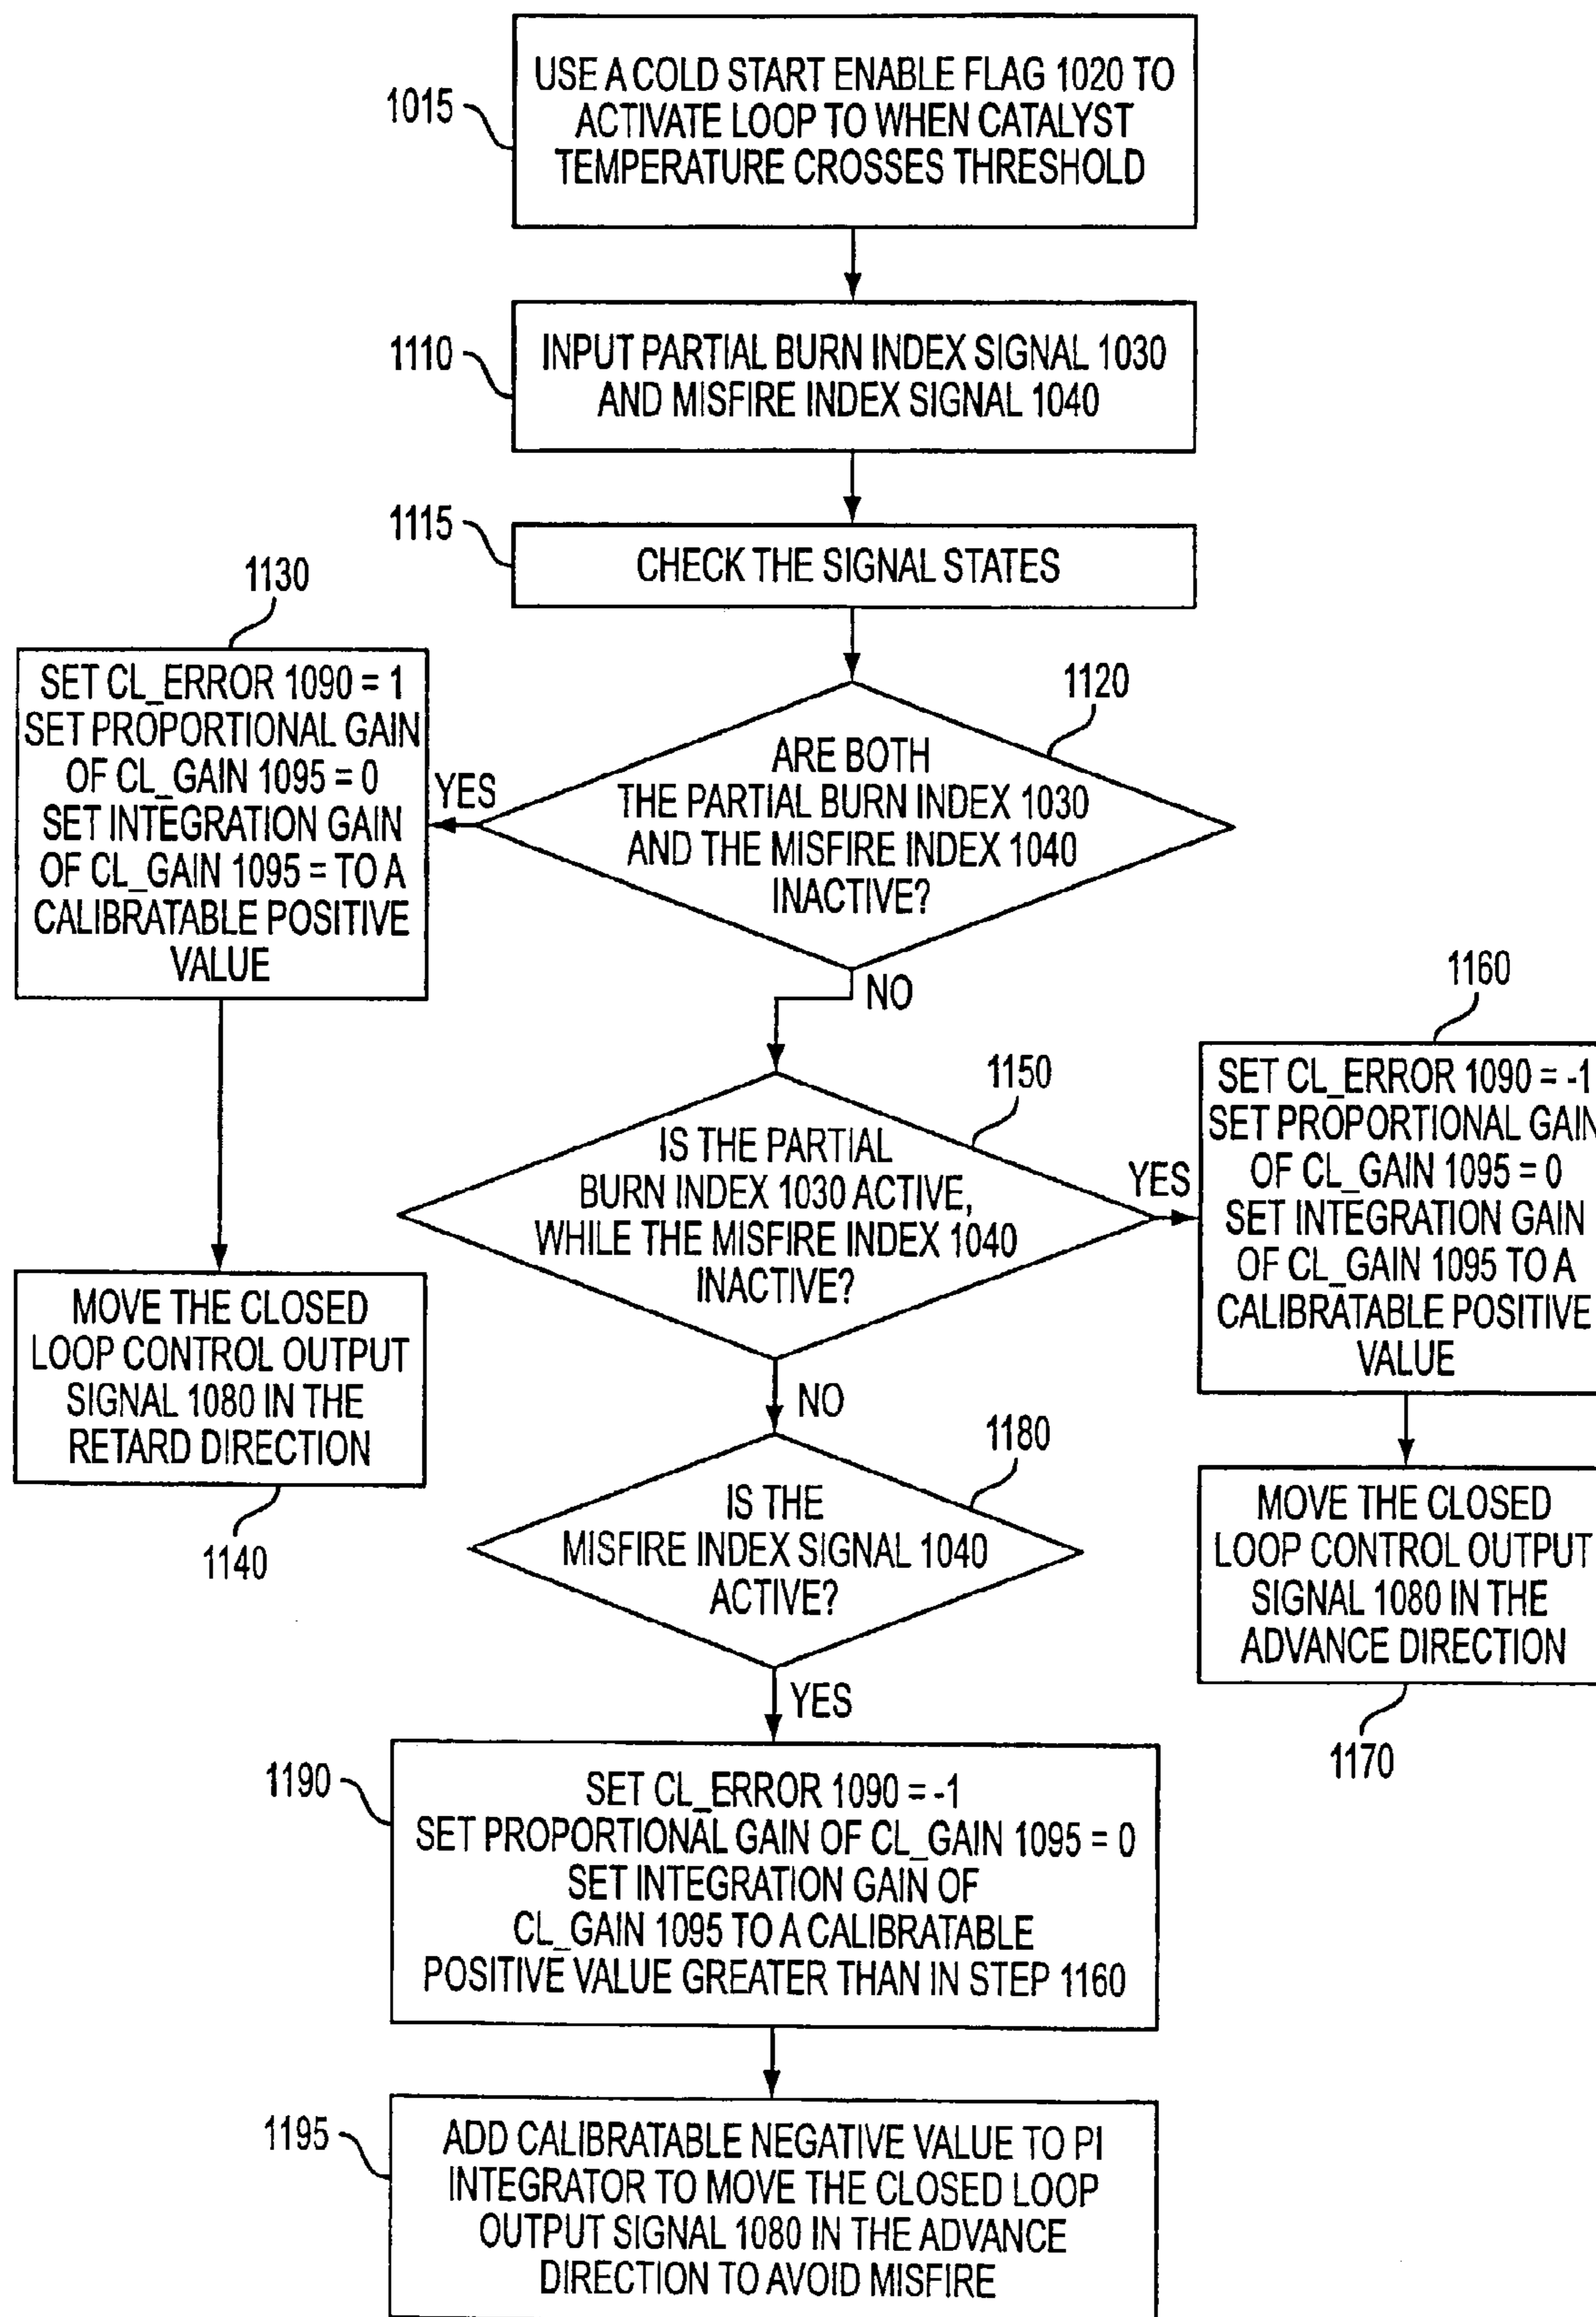 1015
USE A COLD START ENABLE FLAG 1020 TO
ACTIVATE LOOP TO WHEN CATALYST
TEMPERATURE CROSSES THRESHOLD
1110
INPUT PARTIAL BURN INDEX SIGNAL 1030
AND MISFIRE INDEX SIGNAL 1040
1115
CHECK THE SIGNAL STATES
1120
ARE BOTH
THE PARTIAL BURN INDEX 1030
AND THE MISFIRE INDEX 1040
INACTIVE?
YES
1130
SET CL_ERROR 1090 = 1
SET PROPORTIONAL GAIN
OF CL_GAIN 1095 = 0
SET INTEGRATION GAIN
OF CL_GAIN 1095 = TO A
CALIBRATABLE POSITIVE
VALUE
MOVE THE CLOSED
LOOP CONTROL OUTPUT
SIGNAL 1080 IN THE
RETARD DIRECTION
1140
NO
1150
IS THE PARTIAL
BURN INDEX 1030 ACTIVE,
WHILE THE MISFIRE INDEX 1040
INACTIVE?
YES
1160
SET CL_ERROR 1090 = -1
SET PROPORTIONAL GAIN
OF CL_GAIN 1095 = 0
SET INTEGRATION GAIN
OF CL_GAIN 1095 TO A
CALIBRATABLE POSITIVE
VALUE
MOVE THE CLOSED
LOOP CONTROL OUTPUT
SIGNAL 1080 IN THE
ADVANCE DIRECTION
1170
NO
1180
IS THE
MISFIRE INDEX SIGNAL 1040
ACTIVE?
YES
1190
SET CL_ERROR 1090 = -1
SET PROPORTIONAL GAIN OF CL_GAIN 1095 = 0
SET INTEGRATION GAIN OF
CL_GAIN 1095 TO A CALIBRATABLE
POSITIVE VALUE GREATER THAN IN STEP 1160
1195
ADD CALIBRATABLE NEGATIVE VALUE TO PI
INTEGRATOR TO MOVE THE CLOSED LOOP
OUTPUT SIGNAL 1080 IN THE ADVANCE
DIRECTION TO AVOID MISFIRE